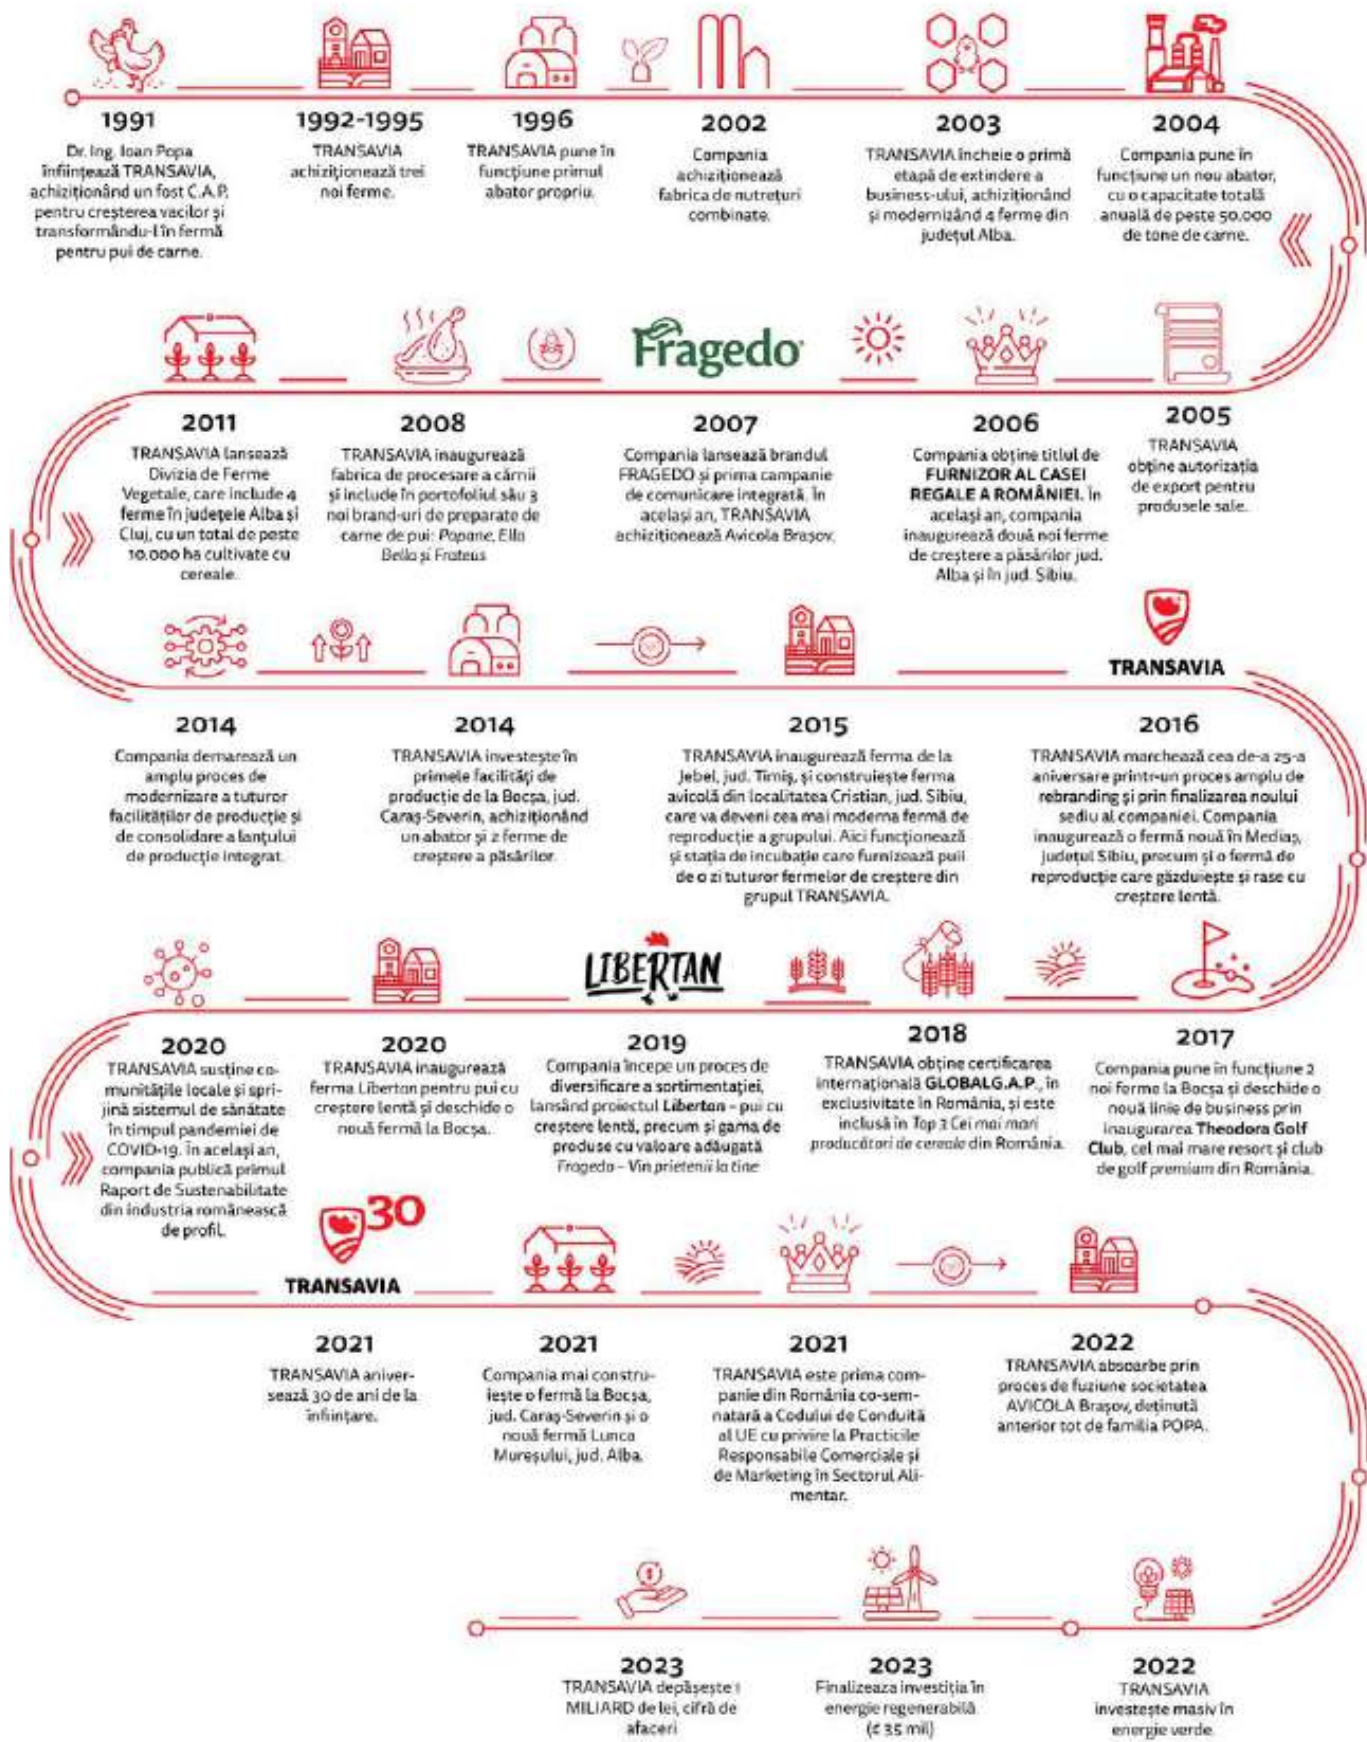 1991
Dr. Ing. Ioan Popa
înființează TRANSAVIA,
achiziționând un fost C.A.P.
pentru creșterea vacilor și
transformându-l în fermă
pentru pui de carne.
1992-1995
TRANSAVIA
achiziționează trei
noi ferme.
1996
TRANSAVIA pune în
funcțiune primul
abator propriu.
2002
Compania
achiziționează
fabrica de nutrețuri
combinate.
2003
TRANSAVIA încheie o primă
etapă de extindere a
business-ului, achiziționând
și modernizând 4 ferme din
județul Alba.
2004
Compania pune în
funcțiune un nou abator,
cu o capacitate totală
anuală de peste 50.000
de tone de carne.
Fragedo
2011
TRANSAVIA lansează
Divizia de Ferme
Vegetale, care include 4
ferme în județele Alba și
Cluj, cu un total de peste
10.000 ha cultivate cu
cereale.
2008
TRANSAVIA inaugurează
fabrica de procesare a cărnii
și include în portofoliul său 3
noi brand-uri de preparate de
carne de pui: Papane, Ella
Bella și Frateus
2007
Compania lansează brandul
FRAGEDO și prima campanie
de comunicare integrată. În
același an, TRANSAVIA
achiziționează Avicola Brașov.
2006
Compania obține titlul de
FURNIZOR AL CASEI
REGALE A ROMÂNIEI. În
același an, compania
inaugurează două noi ferme
de creștere a păsărilor jud.
Alba și în jud. Sibiu.
2005
TRANSAVIA
obține autorizația
de export pentru
produsele sale.
TRANSAVIA
2014
Compania demarează un
amplu proces de
modernizare a tuturor
facilităților de producție și
de consolidare a lanțului
de producție integrat.
2014
TRANSAVIA investește în
primele facilități de
producție de la Bocșa, jud.
Caraș-Severin, achiziționând
un abator și 2 ferme de
creștere a păsărilor.
2015
TRANSAVIA inaugurează ferma de la
Jebel, jud. Timiș, și construiește ferma
avicolă din localitatea Cristian, jud. Sibiu,
care va deveni cea mai moderna fermă de
reproducție a grupului. Aici funcționează
și stația de incubație care furnizează puii
de o zi tuturor fermelor de creștere din
grupul TRANSAVIA.
2016
TRANSAVIA marchează cea de-a 25-a
aniversare printr-un proces amplu de
rebranding și prin finalizarea noului
sediu al companiei. Compania
inaugurează o fermă nouă în Mediaș,
județul Sibiu, precum și o fermă de
reproducție care găzduiește și rase cu
creștere lentă.
LIBERTAN
2020
TRANSAVIA susține co-
munitățile locale și spri-
jină sistemul de sănătate
în timpul pandemiei de
COVID-19. În același an,
compania publică primul
Raport de Sustenabilitate
din industria românească
de profil.
2020
TRANSAVIA inaugurează
ferma Libertan pentru pui cu
creștere lentă și deschide o
nouă fermă la Bocșa.
2019
Compania începe un proces de
diversificare a sortimentației,
lansând proiectul Libertan – pui cu
creștere lentă, precum și gama de
produse cu valoare adăugată
Fragedo – Vin prietenii la tine
2018
TRANSAVIA obține certificarea
internațională GLOBALG.A.P., în
exclusivitate în România, și este
inclusă în Top 3 Cei mai mari
producători de cereale din România.
2017
Compania pune în funcțiune 2
noi ferme la Bocșa și deschide o
nouă linie de business prin
inaugurarea Theodora Golf
Club, cel mai mare resort și club
de golf premium din România.
30
TRANSAVIA
2021
TRANSAVIA aniver-
sează 30 de ani de la
înființare.
2021
Compania mai constru-
iește o fermă la Bocșa,
jud. Caraș-Severin și o
nouă fermă Lunca
Mureșului, jud. Alba.
2021
TRANSAVIA este prima com-
panie din România co-sem-
natară a Codului de Conduită
al UE cu privire la Practicile
Responsabile Comerciale și
de Marketing în Sectorul Ali-
mentar.
2022
TRANSAVIA absoarbe prin
proces de fuziune societatea
AVICOLA Brașov, deținută
anterior tot de familia POPA.
2023
TRANSAVIA depășește 1
MILIARD de lei, cifră de
afaceri
2023
Finalizeaza investiția în
energie regenerabilă
(€ 35 mil)
2022
TRANSAVIA
investește masiv în
energie verde